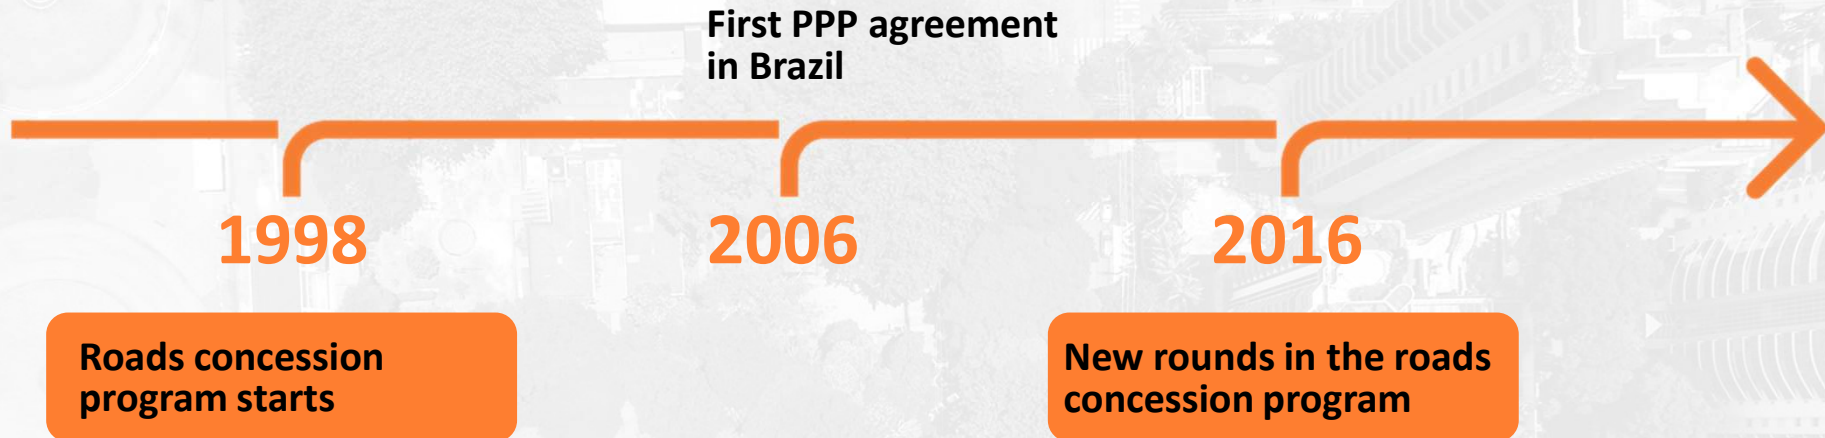 First PPP agreement
in Brazil
1998
2006
2016
Roads concession
program starts
New rounds in the roads
concession program